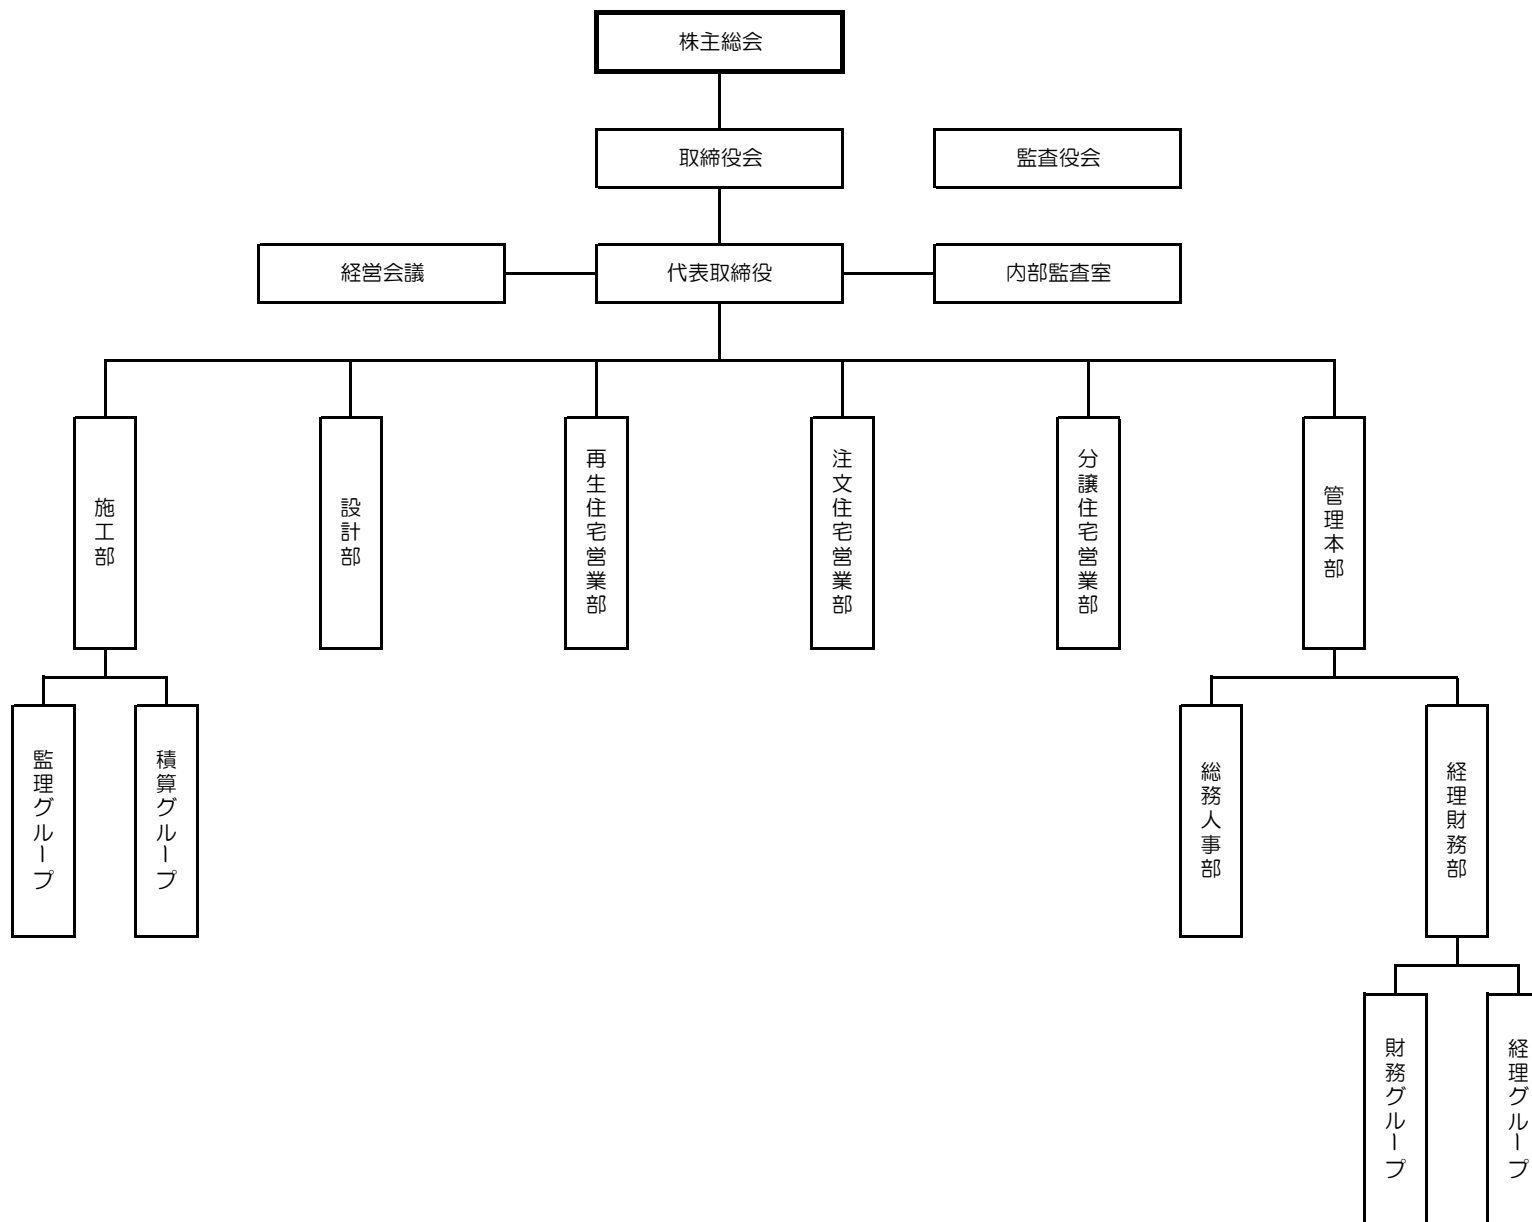 株主総会
取締役会
監査役会
経営会議
代表取締役
内部監査室
施工部
設計部
再生住宅営業部
注文住宅営業部
分譲住宅営業部
管理本部
監理グループ
積算グループ
総務人事部
経理財務部
財務グループ
経理グループ